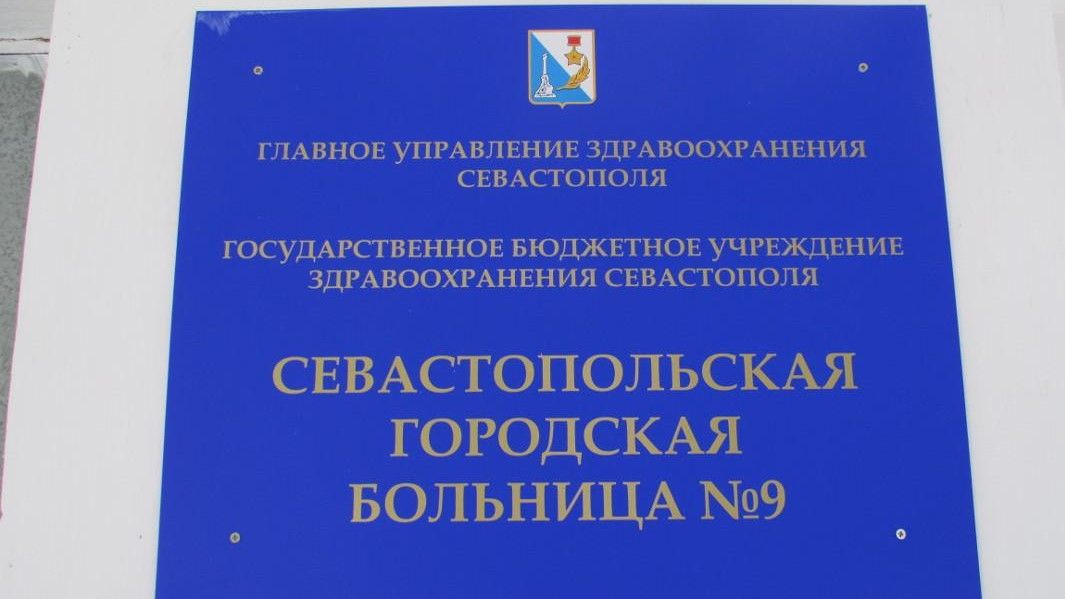 ГЛАВНОЕ УПРАВЛЕНИЕ ЗДРАВООХРАНЕНИЯ
СЕВАСТОПОЛЯ
ГОСУДАРСТВЕННОЕ БЮДЖЕТНОЕ УЧРЕЖДЕНИЕ
ЗДРАВООХРАНЕНИЯ СЕВАСТОПОЛЯ
СЕВАСТОПОЛЬСКАЯ
ГОРОДСКАЯ
БОЛЬНИЦА №9